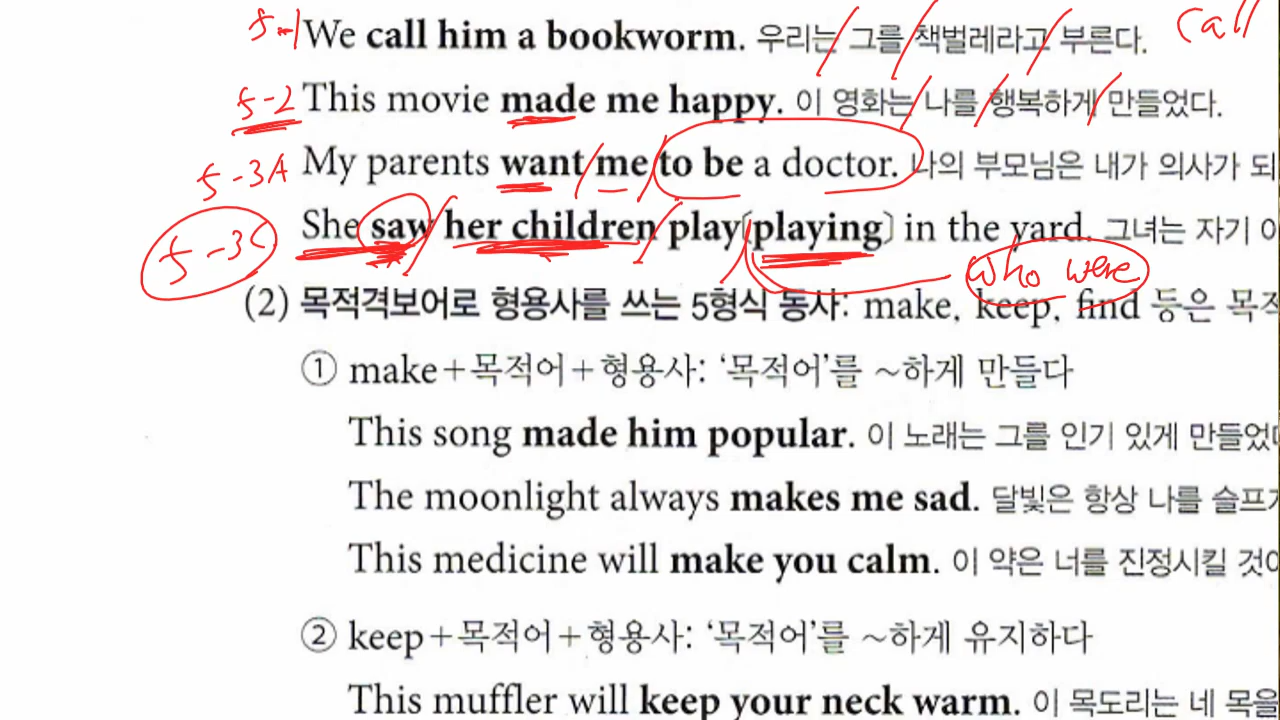 5-1 We call him a bookworm. 우리는 그를 책벌레라고 부른다. call
5-2 This movie made me happy. 이 영화는 나를 행복하게 만들었다.
5-3A My parents want me to be a doctor. 나의 부모님은 내가 의사가 되
5-3C She saw her children play[playing] in the yard. 그녀는 자기
who were
(2) 목적격보어로 형용사를 쓰는 5형식 동사: make, keep, find 등은 목적
① make+목적어+형용사: ‘목적어’를 ~하게 만들다
This song made him popular. 이 노래는 그를 인기 있게 만들었
The moonlight always makes me sad. 달빛은 항상 나를 슬프
This medicine will make you calm. 이 약은 너를 진정시킬 것
② keep+목적어+형용사: ‘목적어’를 ~하게 유지하다
This muffler will keep your neck warm. 이 목도리는 네 목을